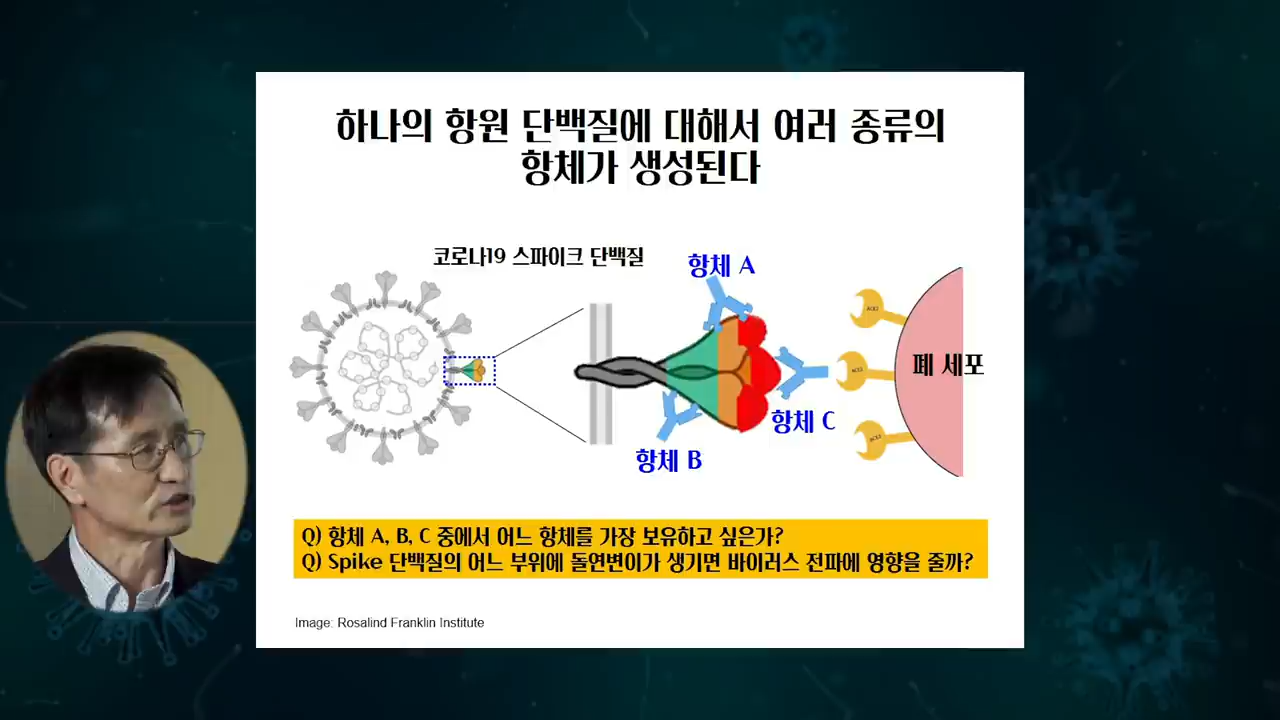 하나의 항원 단백질에 대해서 여러 종류의
항체가 생성된다
코로나19 스파이크 단백질
항체 A
ACE2
ACE2
폐 세포
항체 C
ACE2
항체 B
Q) 항체 A, B, C 중에서 어느 항체를 가장 보유하고 싶은가?
Q) Spike 단백질의 어느 부위에 돌연변이가 생기면 바이러스 전파에 영향을 줄까?
Image: Rosalind Franklin Institute